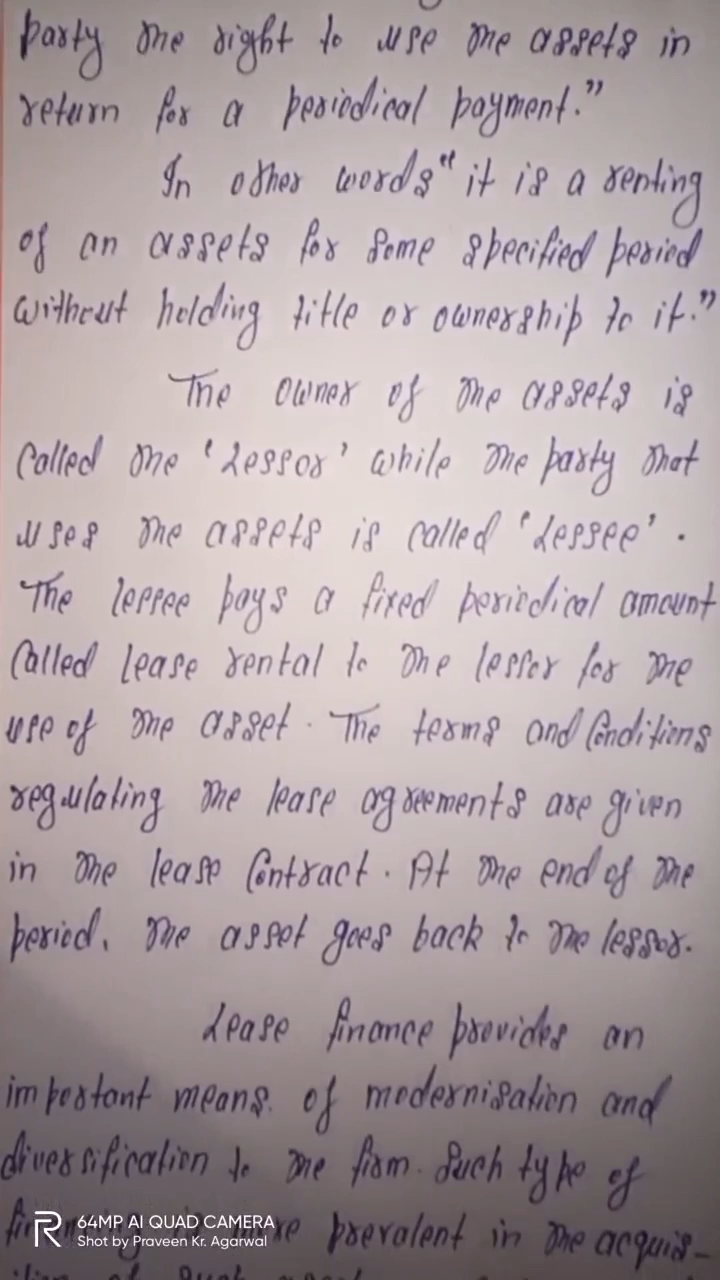 party the right to use the assets in
return for a periodical payment."
In other words "it is a renting
of an assets for some specified period
without holding title or ownership to it."
The owner of the assets is
called the 'Lessor' while the party that
uses the assets is called 'Lessee'.
The lessee pays a fixed periodical amount
called lease rental to the lessor for the
use of the asset. The terms and Conditions
regulating the lease agreements are given
in the lease Contract. At the end of the
period, the asset goes back to the lessor.
Lease finance provides an
important means of modernisation and
diversification to the firm. Such type of
prevalent in the acquis-
64MP AI QUAD CAMERA
Shot by Praveen Kr. Agarwal